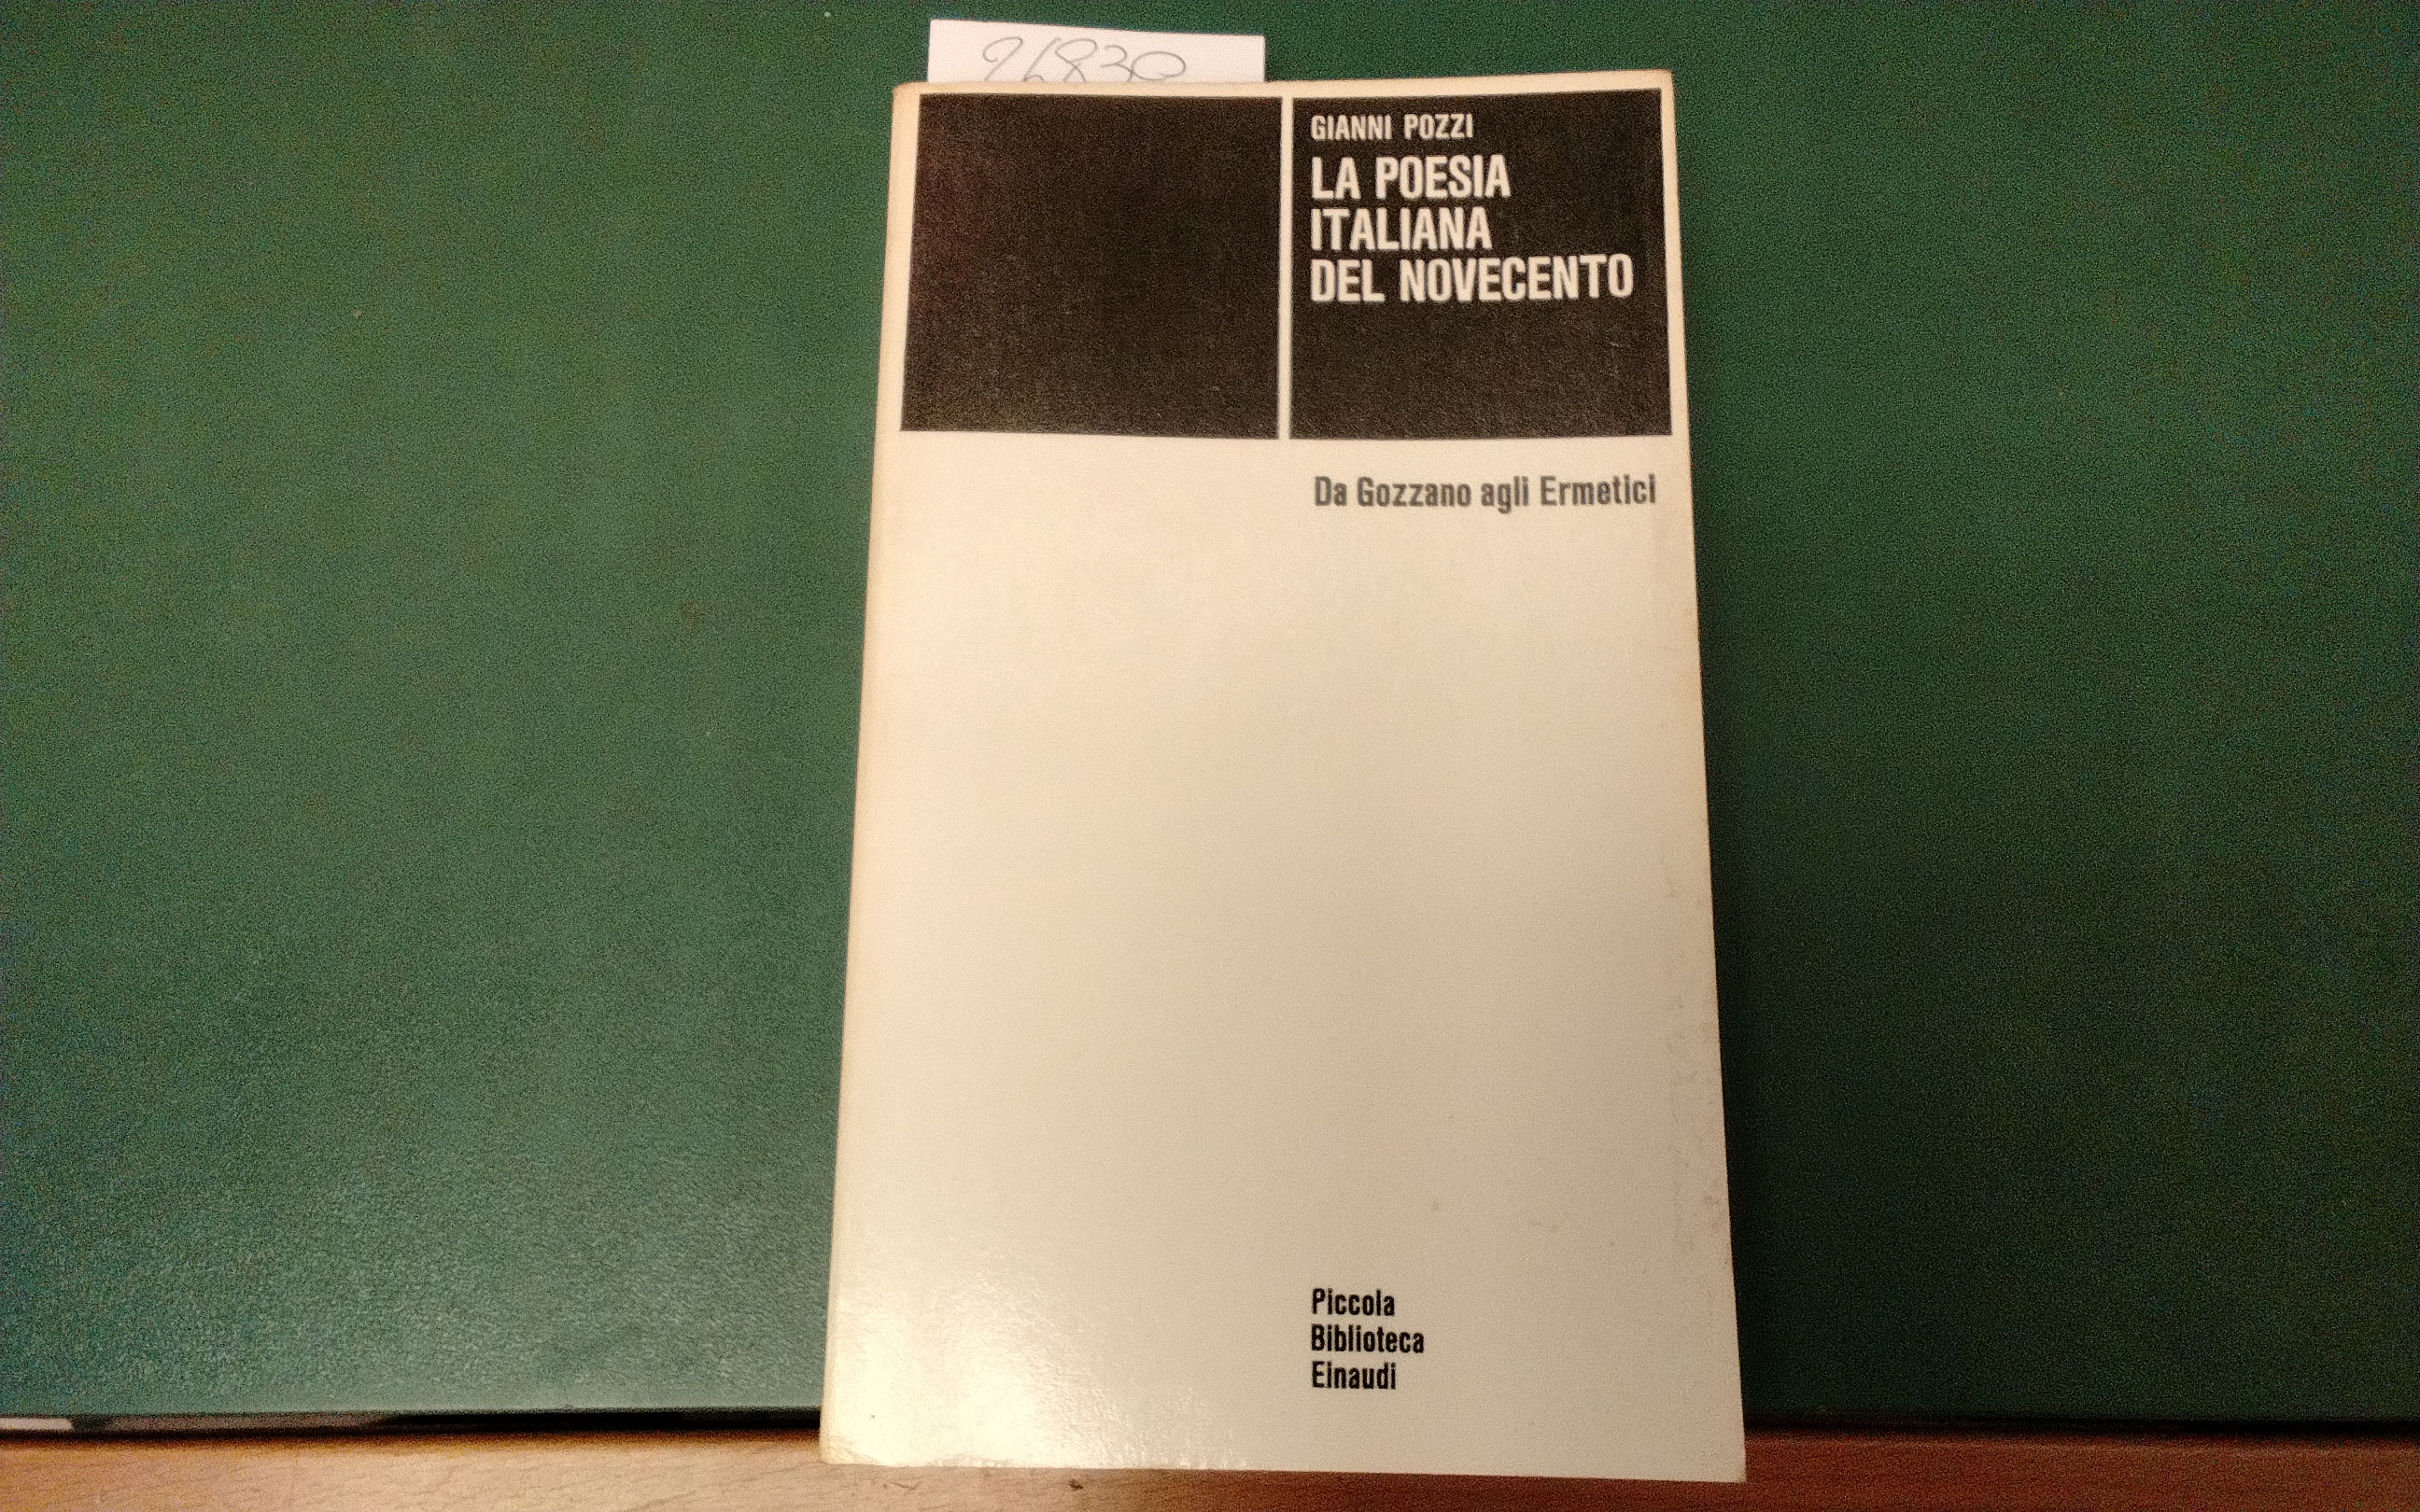 GIANNI POZZI
LA POESIA
ITALIANA
DEL NOVECENTO
Da Gozzano agli Ermetici
Piccola
Biblioteca
Einaudi